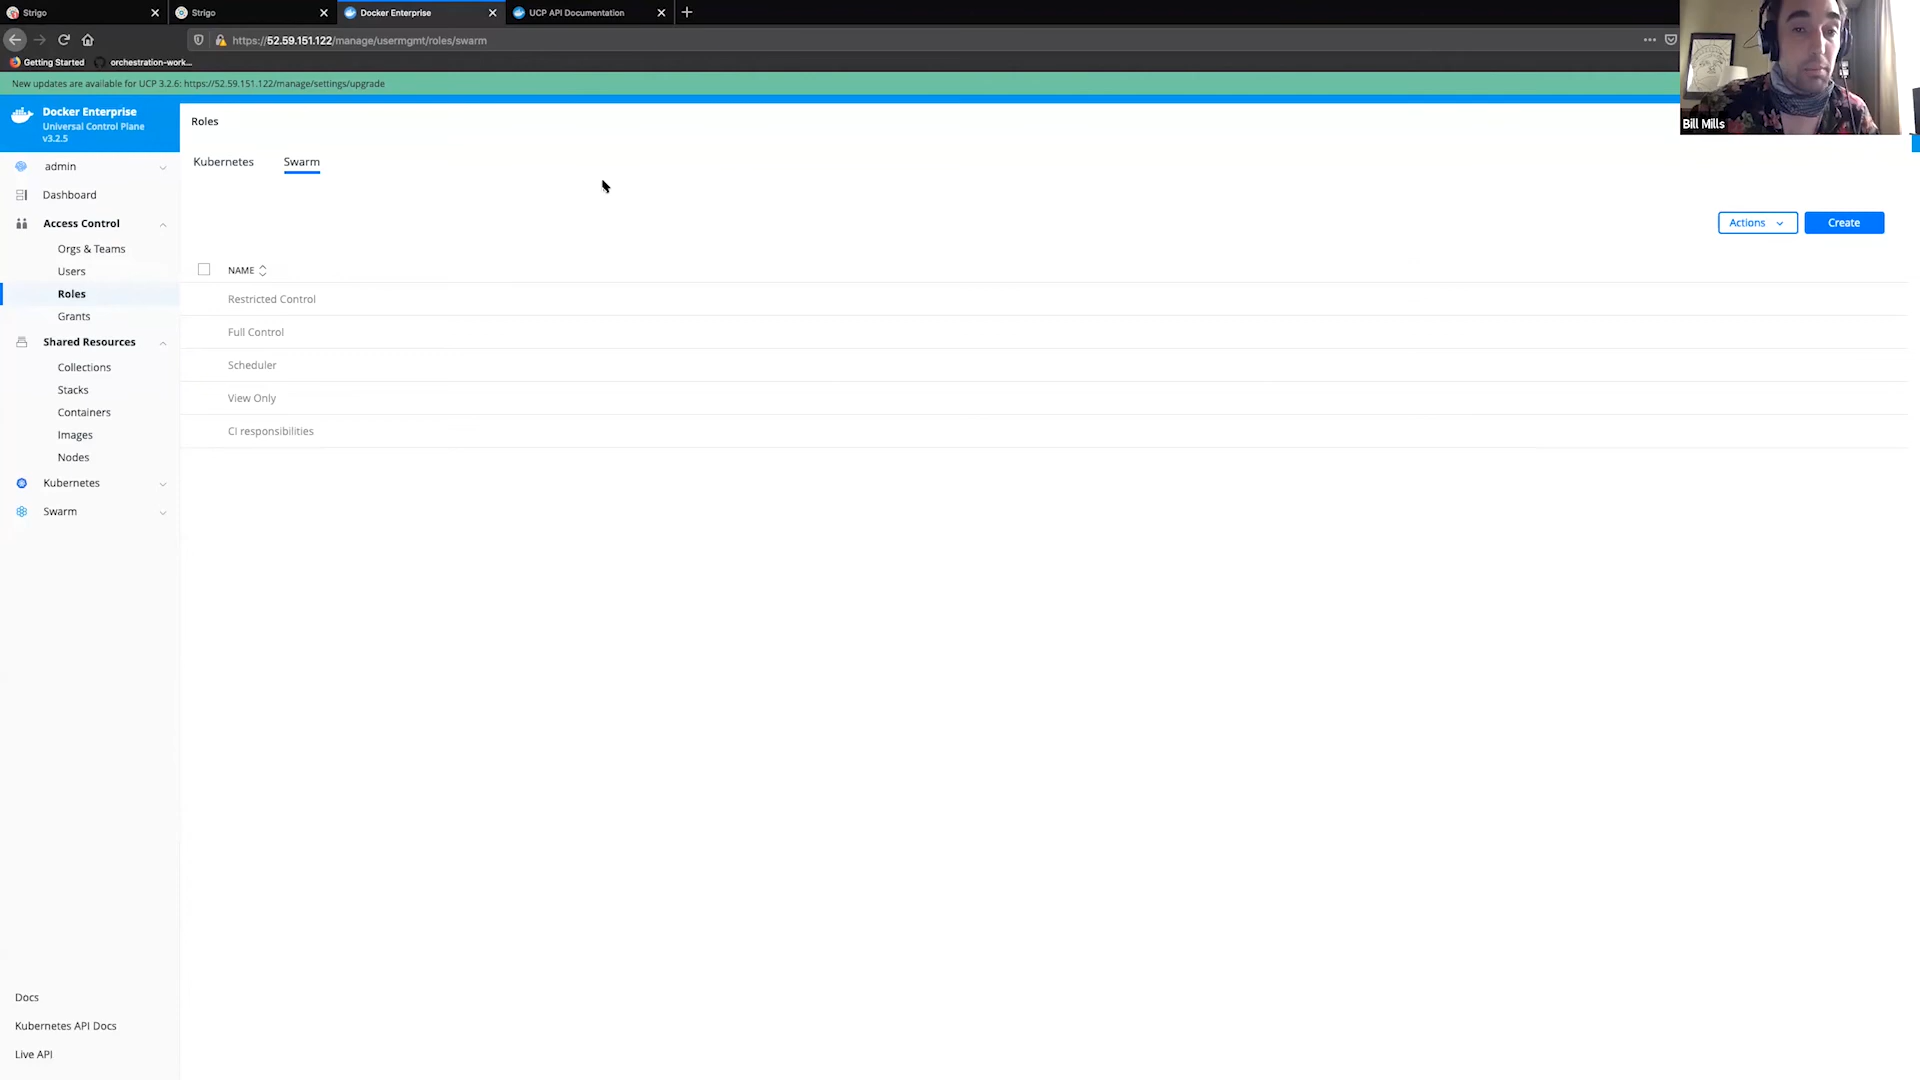 Strigo
Strigo
Docker Enterprise
UCP API Documentation
https://52.59.151.122/manage/usermgmt/roles/swarm
Getting Started
orchestration-work...
New updates are available for UCP 3.2.6: https://52.59.151.122/manage/settings/upgrade
Bill Mills
Docker Enterprise
Universal Control Plane
v3.2.5
admin
Dashboard
Access Control
Orgs & Teams
Users
Roles
Grants
Shared Resources
Collections
Stacks
Containers
Images
Nodes
Kubernetes
Swarm
Docs
Kubernetes API Docs
Live API
Roles
Kubernetes
Swarm
Actions
Create
NAME
Restricted Control
Full Control
Scheduler
View Only
CI responsibilities